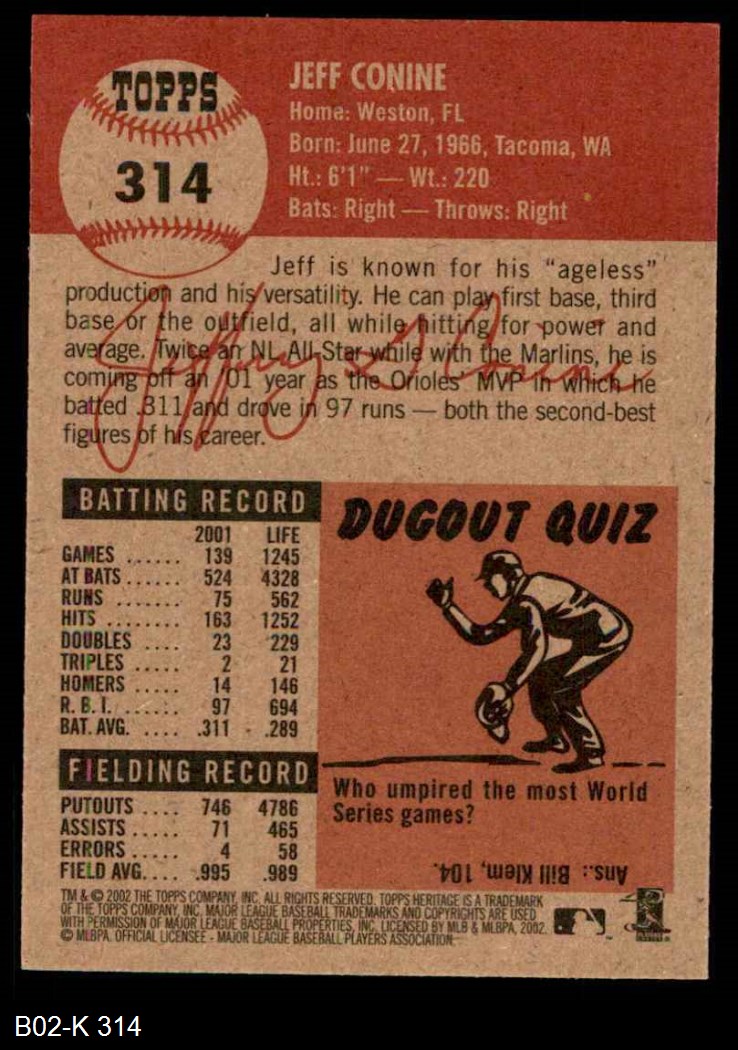 TOPPS
314
JEFF CONINE
Home: Weston, FL
Born: June 27, 1966, Tacoma, WA
Ht.: 6'1" — Wt.: 220
Bats: Right — Throws: Right
Jeff is known for his "ageless"
production and his versatility. He can play first base, third
base or the outfield, all while hitting for power and
average. Twice an NL All-Star while with the Marlins, he is
coming off an '01 year as the Orioles' MVP in which he
batted .311 and drove in 97 runs — both the second-best
figures of his career.
Jeffrey G Conine
BATTING RECORD
2001 LIFE
GAMES ...... 139 1245
AT BATS ...... 524 4328
RUNS ....... 75 562
HITS ........ 163 1252
DOUBLES .... 23 229
TRIPLES ..... 2 21
HOMERS ..... 14 146
R. B. I. ....... 97 694
BAT. AVG. .... .311 .289
FIELDING RECORD
PUTOUTS .... 746 4786
ASSISTS ..... 71 465
ERRORS ...... 4 58
FIELD AVG.... .995 .989
DUGOUT QUIZ
Who umpired the most World
Series games?
Ans.: Bill Klem, 104.
TM & © 2002 THE TOPPS COMPANY, INC. ALL RIGHTS RESERVED. TOPPS HERITAGE IS A TRADEMARK
OF THE TOPPS COMPANY, INC. MAJOR LEAGUE BASEBALL TRADEMARKS AND COPYRIGHTS ARE USED
WITH PERMISSION OF MAJOR LEAGUE BASEBALL PROPERTIES, INC. LICENSED BY MLB & MLBPA, 2002.
© MLBPA. OFFICIAL LICENSEE - MAJOR LEAGUE BASEBALL PLAYERS ASSOCIATION.
B02-K 314